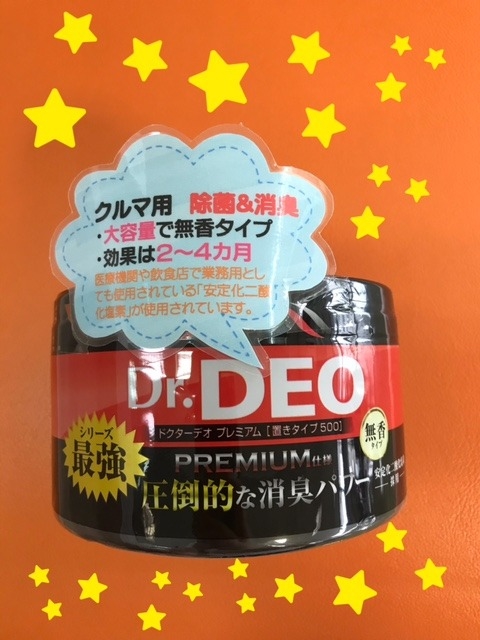 クルマ用 除菌&消臭
・大容量で無香タイプ
・効果は2~4カ月
医療機関や飲食店で業務用とし
ても使用されている「安定化二酸
化塩素」が使用されています。
Dr.DEO
ドクターデオ プレミアム [置きタイプ500]
シリーズ
最強
PREMIUM仕様
圧倒的な消臭パワー
無香
タイプ